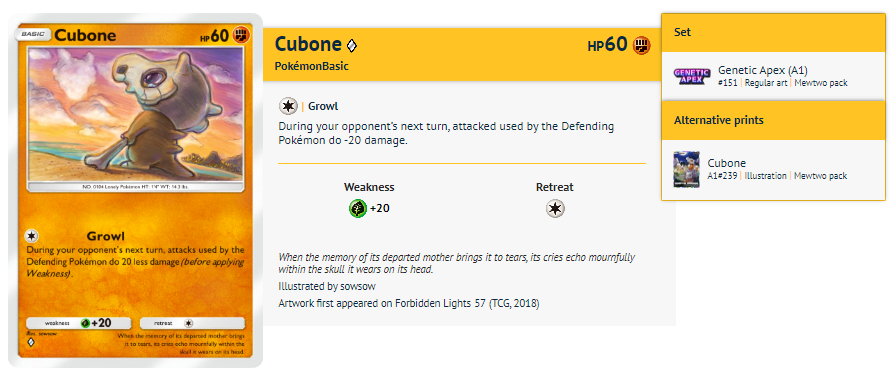 BASIC
Cubone
HP60
NO. 0104 Lonely Pokémon HT: 1'4" WT: 14.3 lbs.
Growl
During your opponent's next turn, attacks used by the
Defending Pokémon do 20 less damage (before applying
Weakness).
weakness +20 retreat
Illus. sowsow
When the memory of its departed mother brings
it to tears, its cries echo mournfully within the
skull it wears on its head.
Cubone
HP60
PokémonBasic
| Growl
During your opponent's next turn, attacked used by the Defending
Pokémon do -20 damage.
Weakness Retreat
+20
When the memory of its departed mother brings it to tears, its cries echo mournfully
within the skull it wears on its head.
Illustrated by sowsow
Artwork first appeared on Forbidden Lights 57 (TCG, 2018)
Set
GENETIC
APEX
Genetic Apex (A1)
#151 | Regular art | Mewtwo pack
Alternative prints
Cubone
A1#239 | Illustration | Mewtwo pack